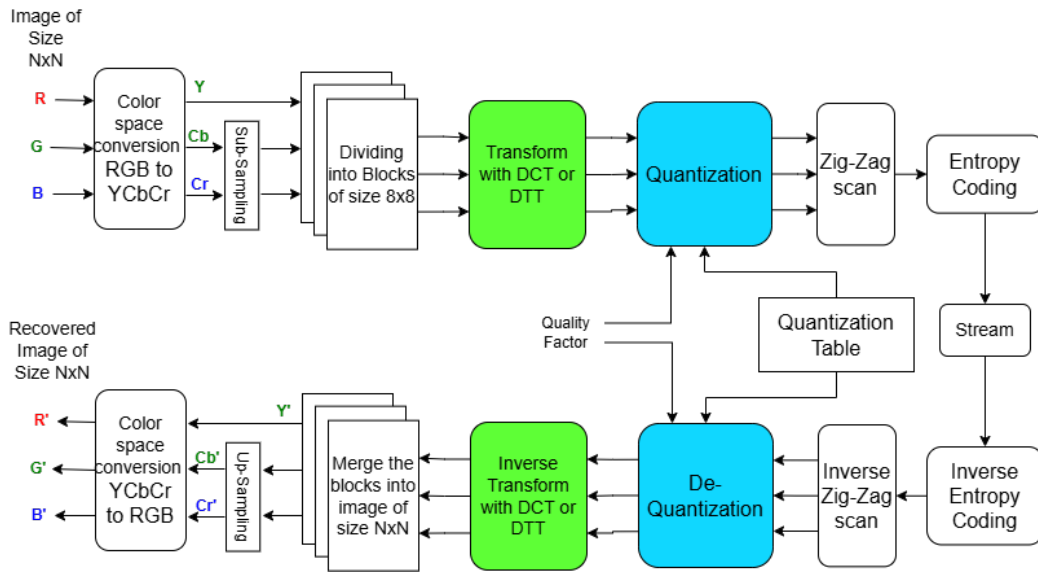 Image of
Size
NxN
R
G
B
Color
space
conversion
RGB to
YCbCr
Y
Cb
Cr
Sub-Sampling
Dividing
into Blocks
of size 8x8
Transform
with DCT or
DTT
Quantization
Zig-Zag
scan
Entropy
Coding
Quality
Factor
Quantization
Table
Stream
Recovered
Image of
Size NxN
R'
G'
B'
Color
space
conversion
YCbCr
to RGB
Y'
Cb'
Cr'
Up-Sampling
Merge the
blocks into
image of
size NxN
Inverse
Transform
with DCT or
DTT
De-
Quantization
Inverse
Zig-Zag
scan
Inverse
Entropy
Coding